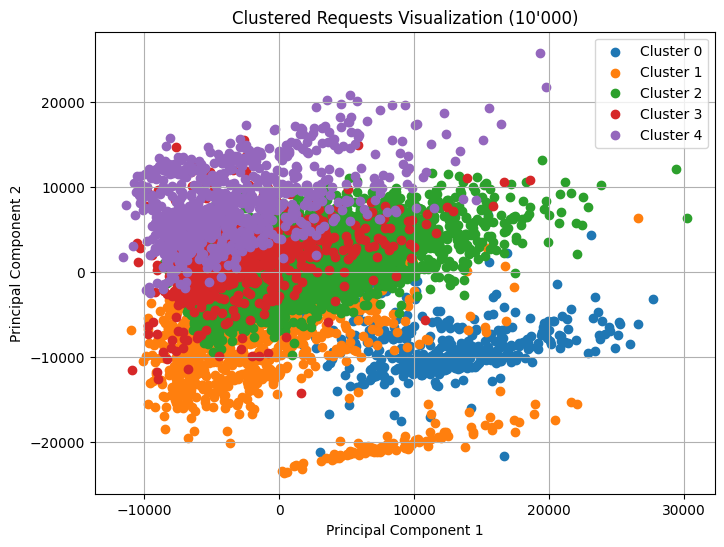 Clustered Requests Visualization (10'000)
Cluster 0
Cluster 1
Cluster 2
Cluster 3
Cluster 4
20000
10000
0
−10000
−20000
Principal Component 2
−10000
0
10000
20000
30000
Principal Component 1